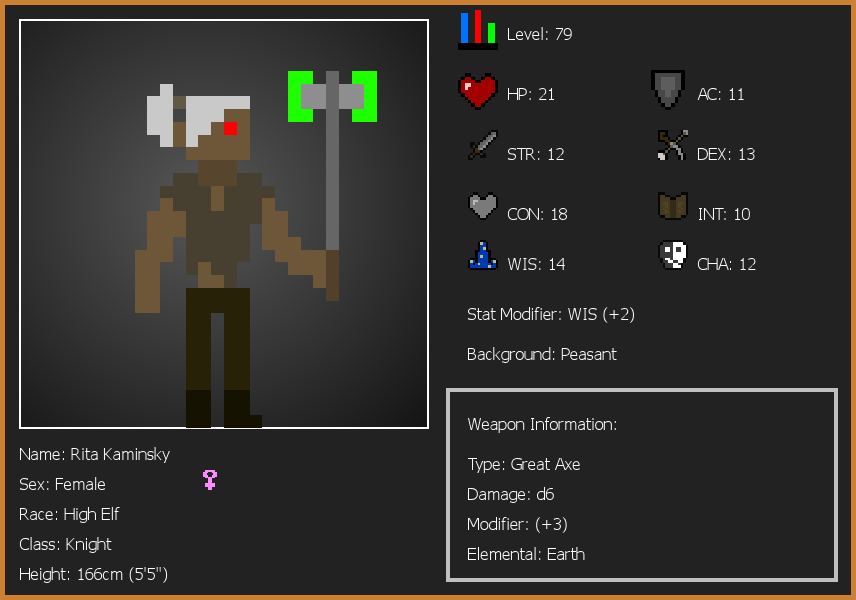 Level: 79
HP: 21
AC: 11
STR: 12
DEX: 13
CON: 18
INT: 10
WIS: 14
CHA: 12
Stat Modifier: WIS (+2)
Background: Peasant
Weapon Information:
Type: Great Axe
Damage: d6
Modifier: (+3)
Elemental: Earth
Name: Rita Kaminsky
Sex: Female
Race: High Elf
Class: Knight
Height: 166cm (5'5")